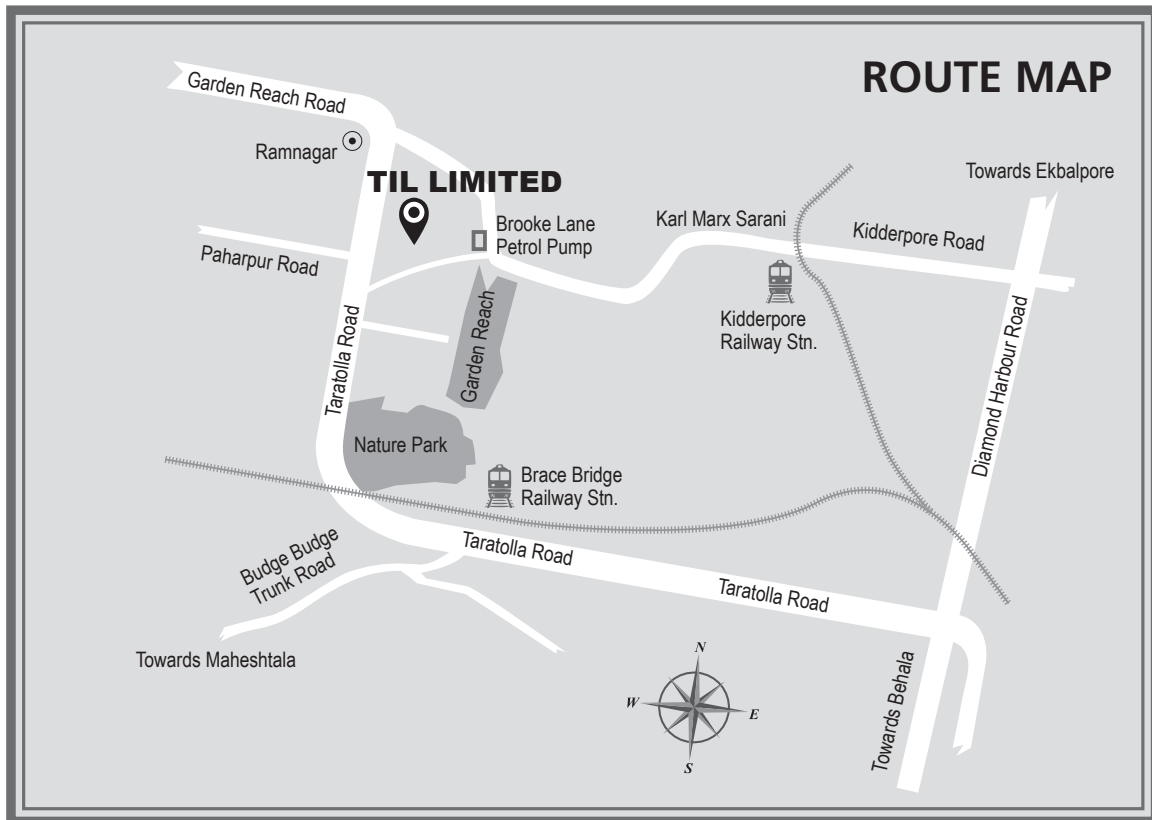 ROUTE MAP
Garden Reach Road
Ramnagar
TIL LIMITED
Towards Ekbalpore
Brooke Lane
Petrol Pump
Karl Marx Sarani
Kidderpore Road
Paharpur Road
Kidderpore
Railway Stn.
Garden Reach
Taratolla Road
Diamond Harbour Road
Nature Park
Brace Bridge
Railway Stn.
Budge Budge
Trunk Road
Taratolla Road
Taratolla Road
Towards Maheshtala
Towards Behala
N
W
E
S